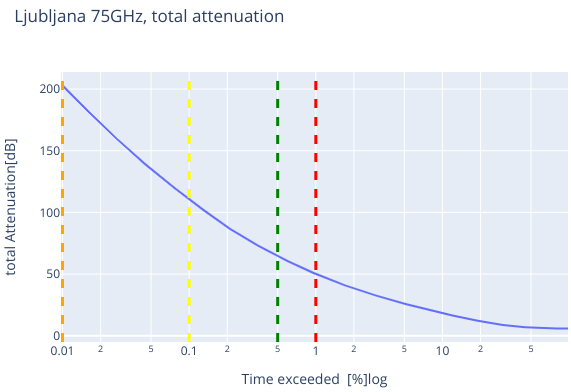 Ljubljana 75GHz, total attenuation
total Attenuation[dB]
200
150
100
50
0
0.01 2 5 0.1 2 5 1 2 5 10 2 5
Time exceeded [%]log